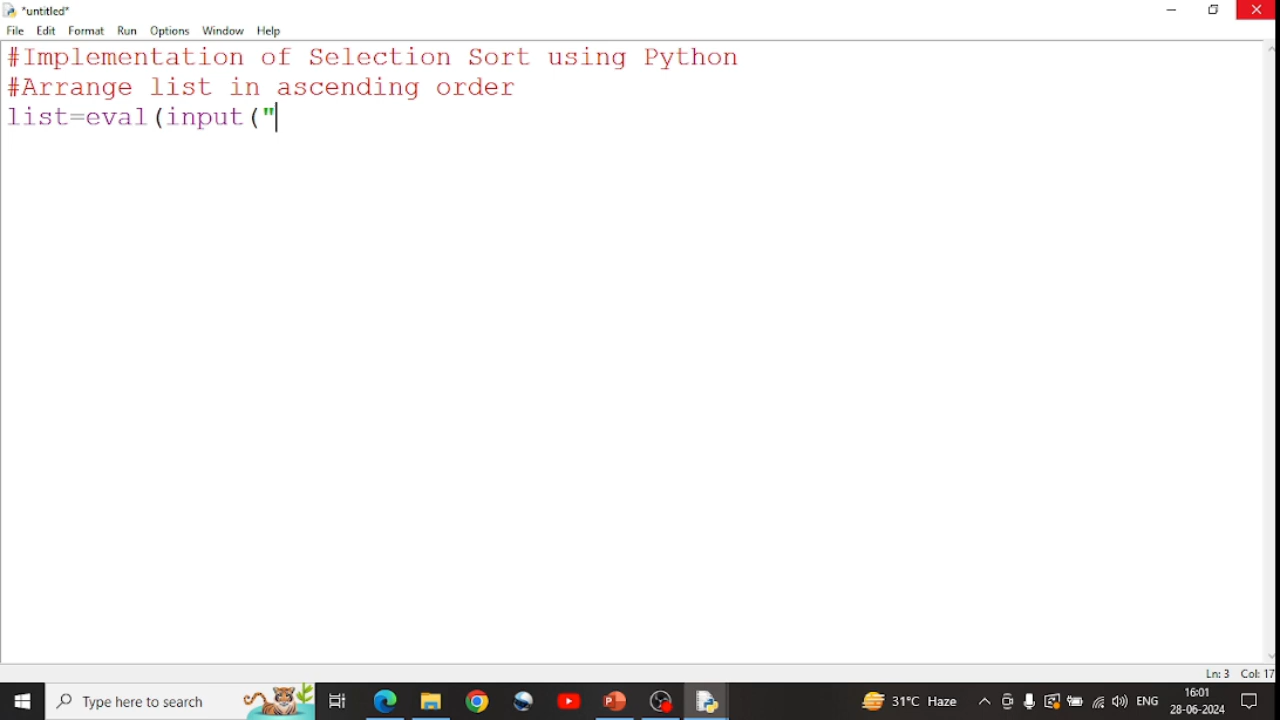 *untitled*
File Edit Format Run Options Window Help
#Implementation of Selection Sort using Python
#Arrange list in ascending order
list=eval(input("
Ln: 3 Col: 17
Type here to search
31°C Haze
ENG
16:01
28-06-2024